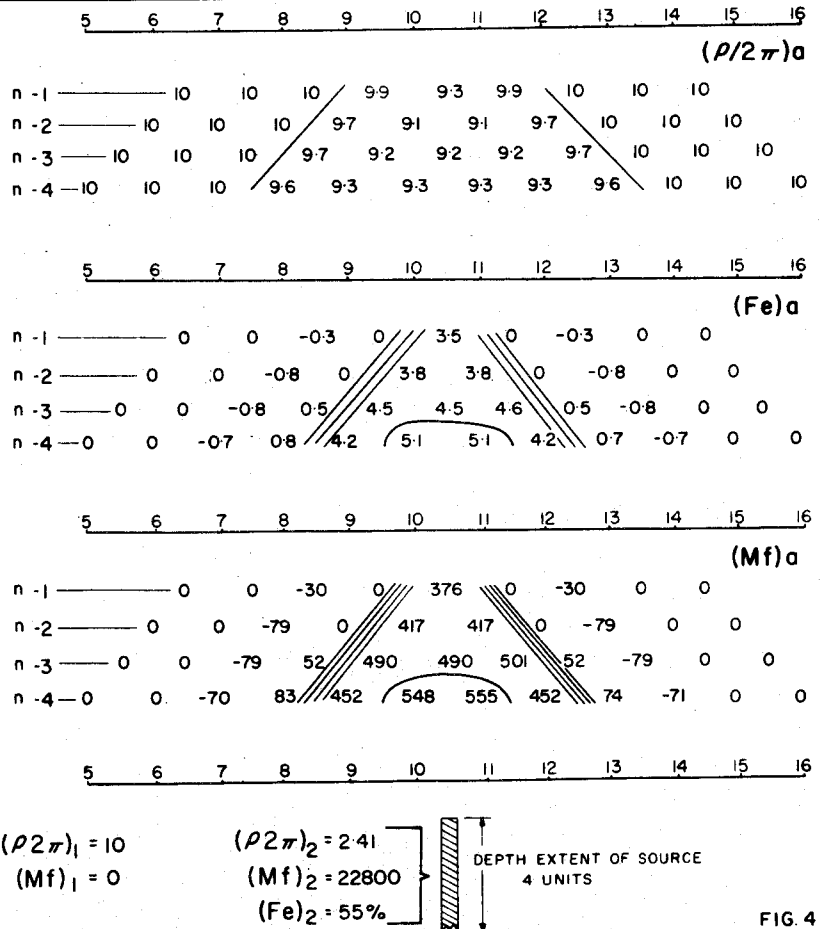 5 6 7 8 9 10 11 12 13 14 15 16
(ρ/2π)a
n -1 10 10 10 9·9 9·3 9·9 10 10 10
n -2 10 10 10 9·7 9·1 9·1 9·7 10 10 10
n -3 10 10 10 9·7 9·2 9·2 9·2 9·7 10 10 10
n -4 10 10 10 9·6 9·3 9·3 9·3 9·3 9·6 10 10 10
5 6 7 8 9 10 11 12 13 14 15 16
(Fe)a
n -1 0 0 -0·3 0 3·5 0 -0·3 0 0
n -2 0 0 -0·8 0 3·8 3·8 0 -0·8 0 0
n -3 0 0 -0·8 0·5 4·5 4·5 4·6 0·5 -0·8 0 0
n -4 0 0 -0·7 0·8 4·2 5·1 5·1 4·2 0·7 -0·7 0 0
5 6 7 8 9 10 11 12 13 14 15 16
(Mf)a
n -1 0 0 -30 0 376 0 -30 0 0
n -2 0 0 -79 0 417 417 0 -79 0 0
n -3 0 0 -79 52 490 490 501 52 -79 0 0
n -4 0 0 -70 83 452 548 555 452 74 -71 0 0
5 6 7 8 9 10 11 12 13 14 15 16
(ρ2π)₁ = 10
(Mf)₁ = 0
(ρ2π)₂ = 2·41
(Mf)₂ = 22800
(Fe)₂ = 55%
DEPTH EXTENT OF SOURCE
4 UNITS
FIG. 4